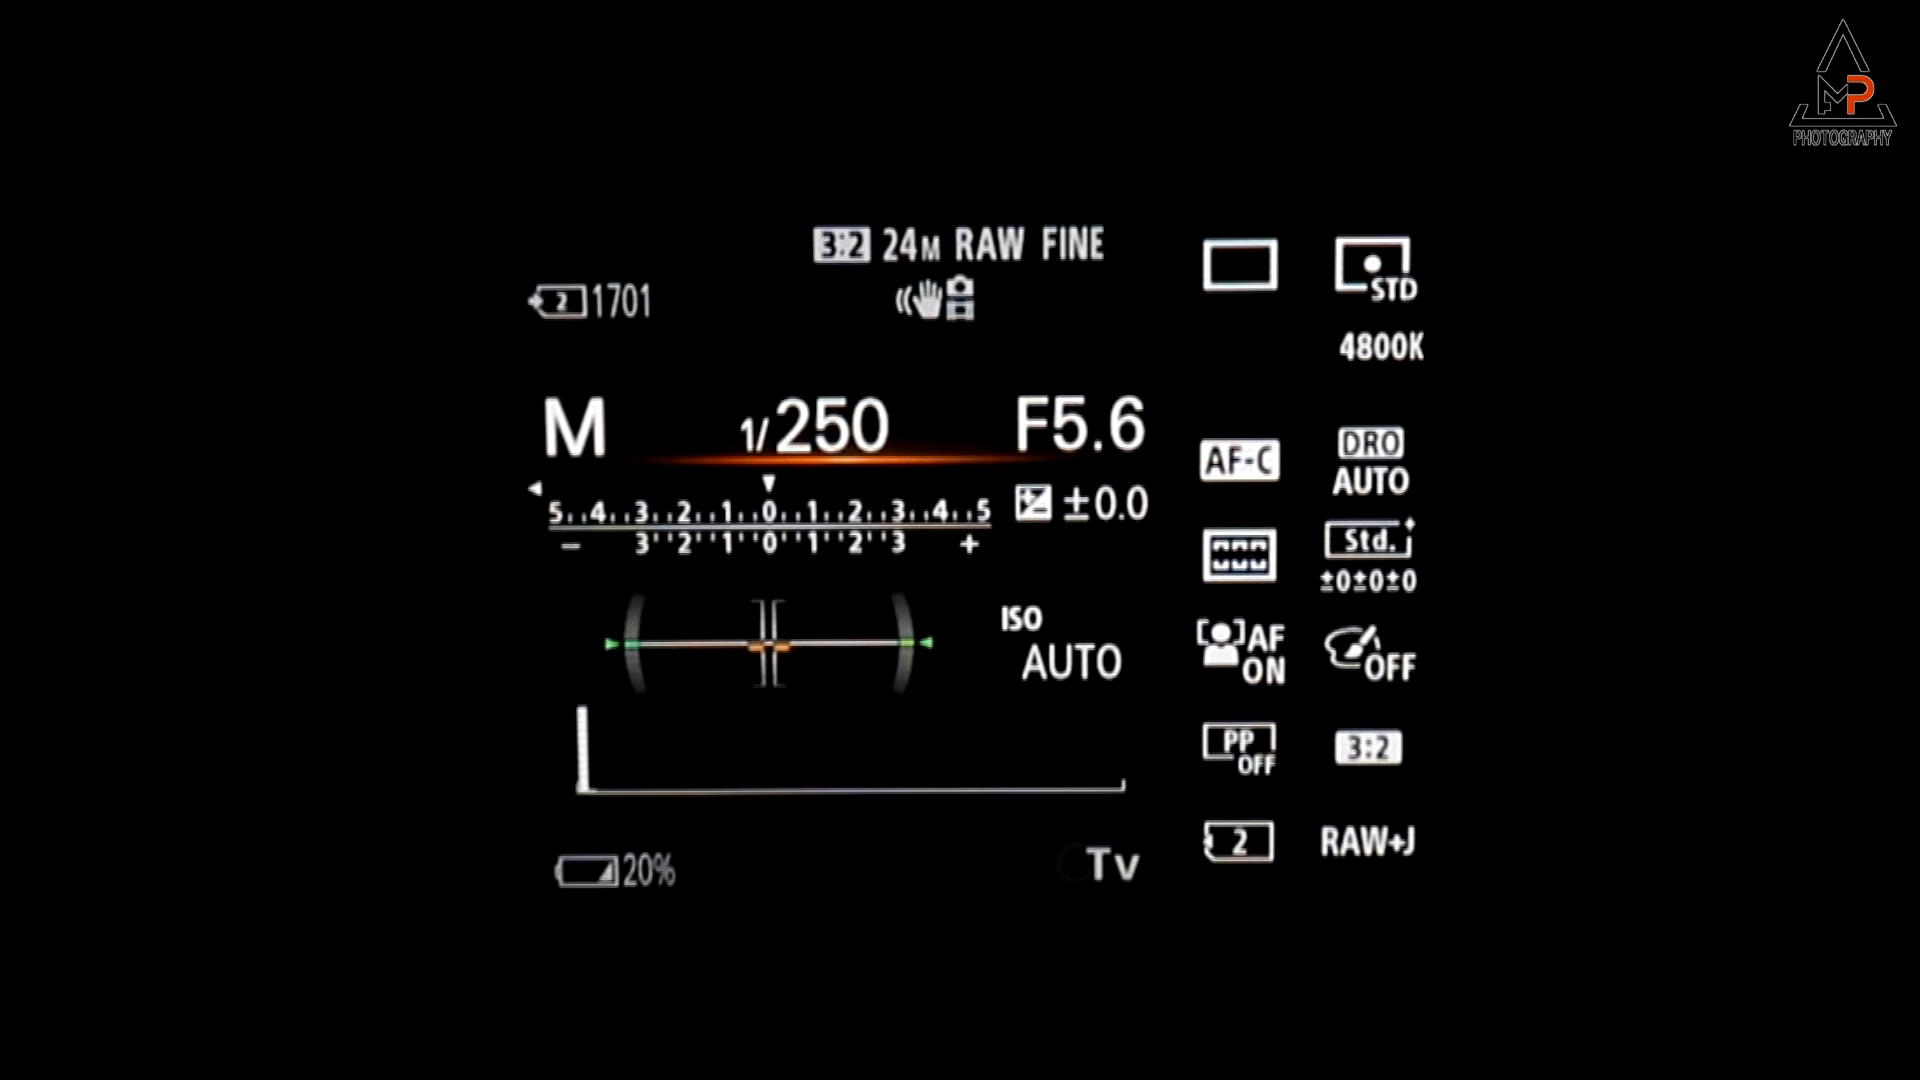 AMP
PHOTOGRAPHY
3:2 24M RAW FINE
2 1701
STD
4800K
M 1/250 F5.6
AF-C
DRO
AUTO
5 4 3 2 1 0 1 2 3 4 5
±0.0
− 3 2 1 0 1 2 3 +
Std.
±0±0±0
ISO
AUTO
AF
ON
OFF
PP
OFF
3:2
2 RAW+J
20%
Tv